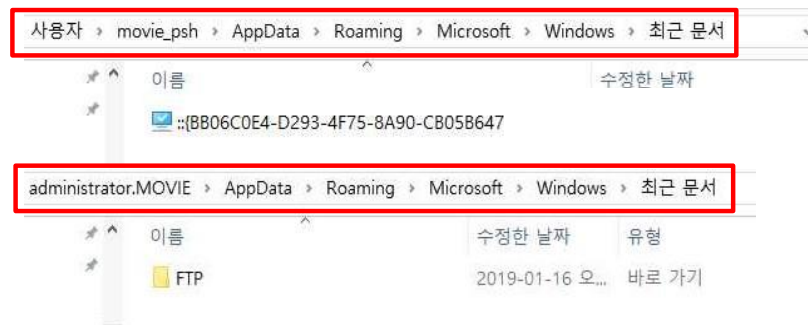 사용자 › movie_psh › AppData › Roaming › Microsoft › Windows › 최근 문서
이름 수정한 날짜
::{BB06C0E4-D293-4F75-8A90-CB05B647
administrator.MOVIE › AppData › Roaming › Microsoft › Windows › 최근 문서
이름 수정한 날짜 유형
FTP 2019-01-16 오... 바로 가기